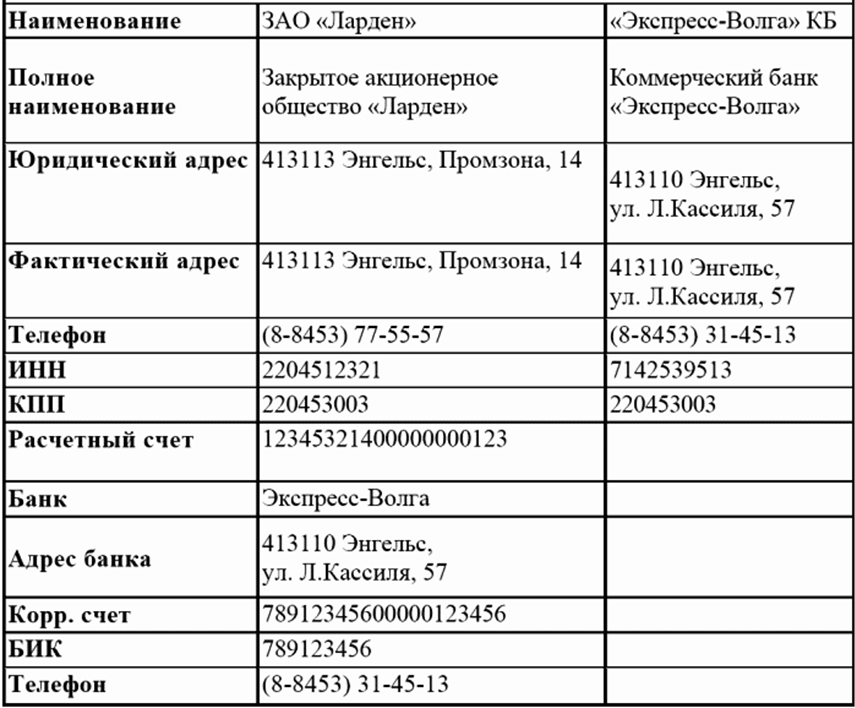 Наименование ЗАО «Ларден» «Экспресс-Волга» КБ
Полное наименование Закрытое акционерное общество «Ларден» Коммерческий банк «Экспресс-Волга»
Юридический адрес 413113 Энгельс, Промзона, 14 413110 Энгельс, ул. Л.Кассиля, 57
Фактический адрес 413113 Энгельс, Промзона, 14 413110 Энгельс, ул. Л.Кассиля, 57
Телефон (8-8453) 77-55-57 (8-8453) 31-45-13
ИНН 2204512321 7142539513
КПП 220453003 220453003
Расчетный счет 12345321400000000123
Банк Экспресс-Волга
Адрес банка 413110 Энгельс, ул. Л.Кассиля, 57
Корр. счет 78912345600000123456
БИК 789123456
Телефон (8-8453) 31-45-13